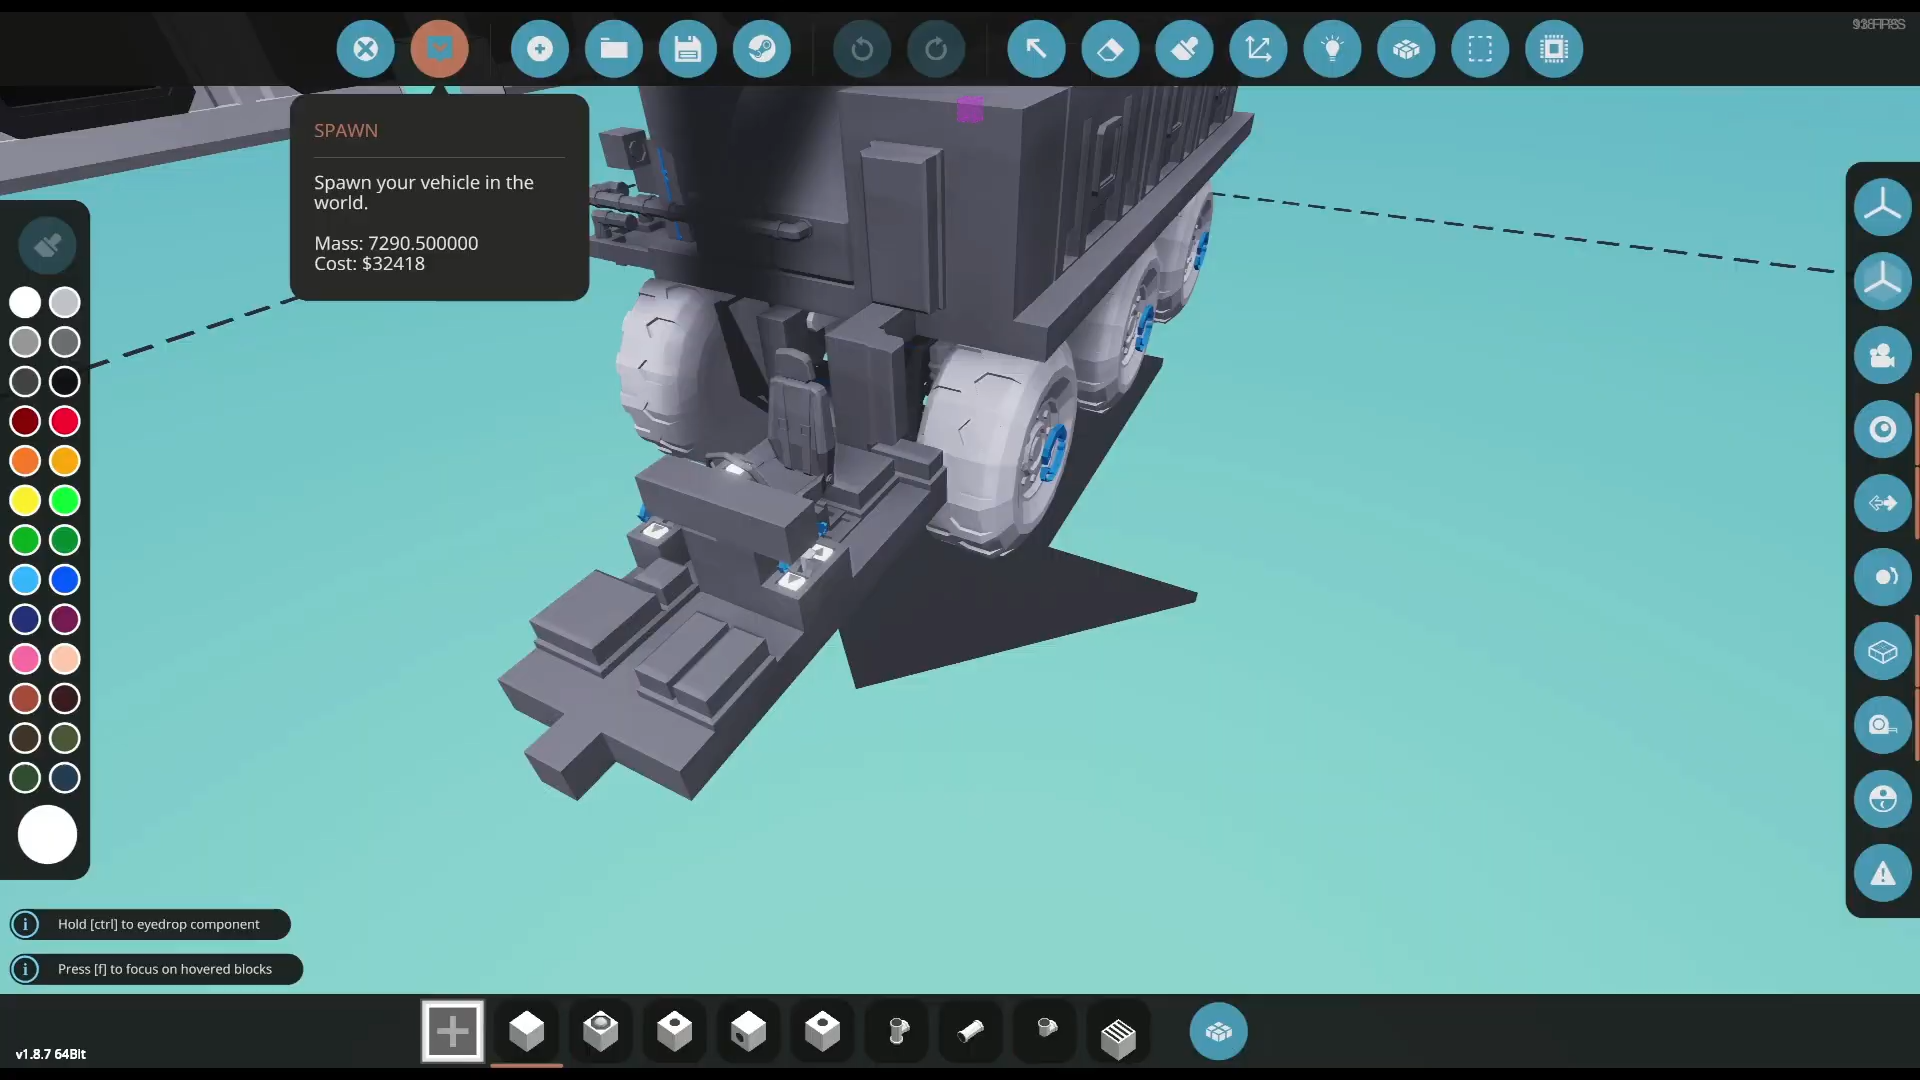 SPAWN
Spawn your vehicle in the
world.
Mass: 7290.500000
Cost: $32418
Hold [ctrl] to eyedrop component
Press [f] to focus on hovered blocks
v1.8.7 64Bit